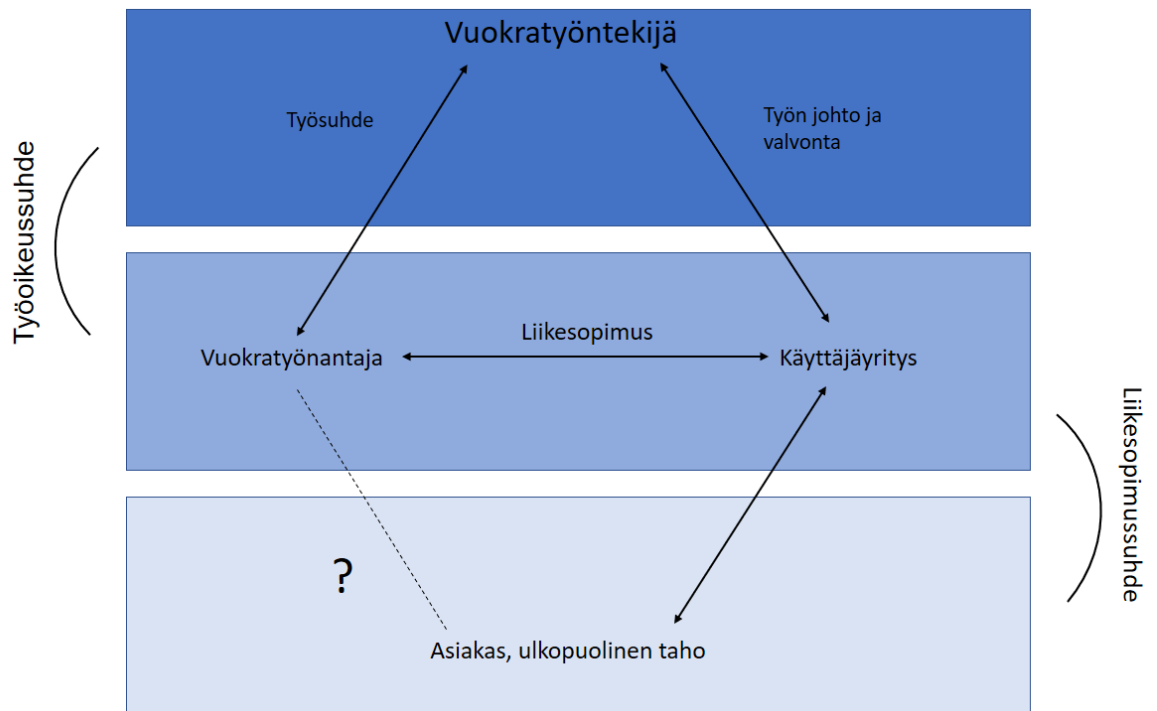 Vuokratyöntekijä
Työsuhde
Työn johto ja
valvonta
Työoikeussuhde
Liikesopimus
Vuokratyönantaja
Käyttäjäyritys
Liikesopimussuhde
?
Asiakas, ulkopuolinen taho